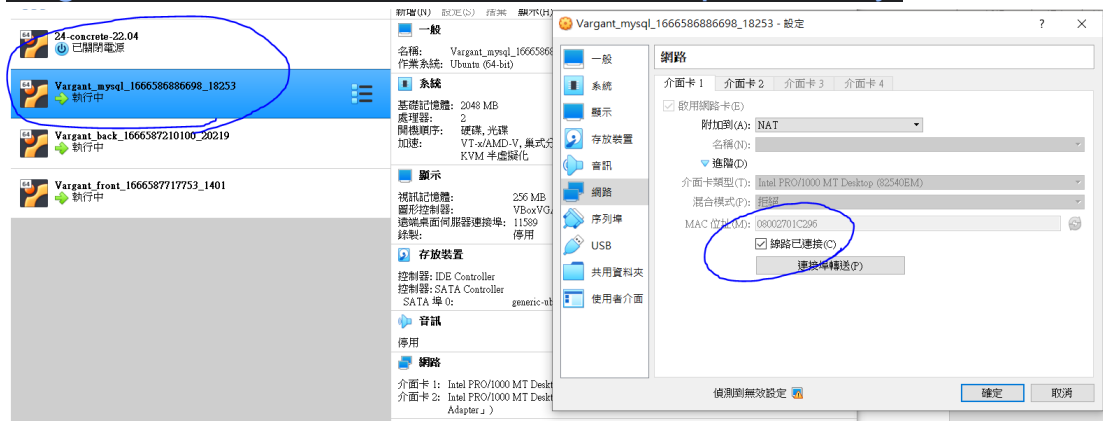 新增(N) 設定(S) 捨棄 顯示(H)
24-concrete-22.04
已關閉電源
Vargant_mysql_1666586886698_18253
執行中
Vargant_back_1666587210100_20219
執行中
Vargant_front_1666587717753_1401
執行中
一般
名稱: Vargant_mysql_16665868
作業系統: Ubuntu (64-bit)
系統
基礎記憶體: 2048 MB
處理器: 2
開機順序: 硬碟, 光碟
加速: VT-x/AMD-V, 巢式分
KVM 半虛擬化
顯示
視訊記憶體: 256 MB
圖形控制器: VBoxVGA
遠端桌面伺服器連接埠: 11589
錄製: 停用
存放裝置
控制器: IDE Controller
控制器: SATA Controller
SATA 埠 0: generic-ub
音訊
停用
網路
介面卡 1: Intel PRO/1000 MT Deskt
介面卡 2: Intel PRO/1000 MT Deskt
Adapter」)
Vargant_mysql_1666586886698_18253 - 設定
一般
系統
顯示
存放裝置
音訊
網路
序列埠
USB
共用資料夾
使用者介面
網路
介面卡 1 介面卡 2 介面卡 3 介面卡 4
啟用網路卡(E)
附加到(A): NAT
名稱(N):
進階(D)
介面卡類型(T): Intel PRO/1000 MT Desktop (82540EM)
混合模式(P): 拒絕
MAC 位址(M): 08002701C296
線路已連接(C)
連接埠轉送(P)
偵測到無效設定
確定 取消